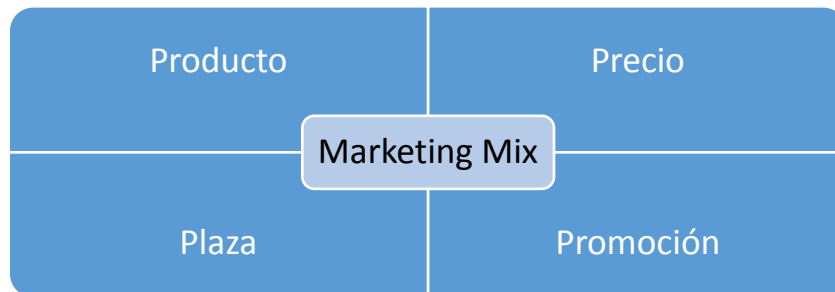 Producto
Precio
Marketing Mix
Plaza
Promoción